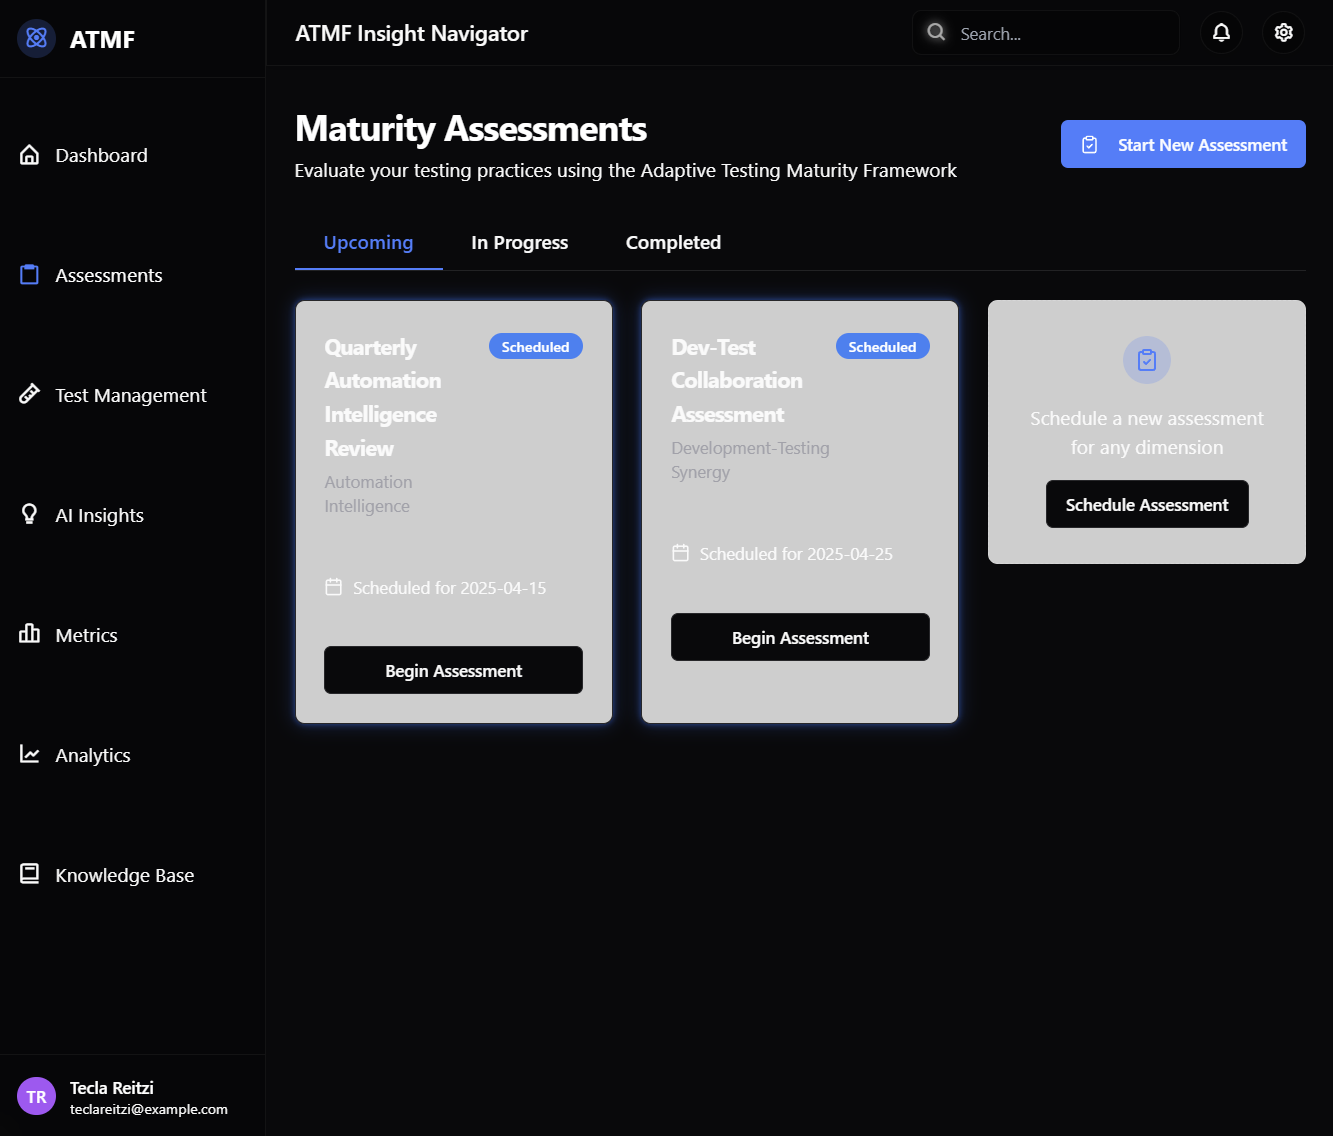 ATMF
ATMF Insight Navigator
Search...
Dashboard
Assessments
Test Management
AI Insights
Metrics
Analytics
Knowledge Base
TR
Tecla Reitzi
teclareitzi@example.com
Maturity Assessments
Evaluate your testing practices using the Adaptive Testing Maturity Framework
Start New Assessment
Upcoming
In Progress
Completed
Quarterly
Automation
Intelligence
Review
Scheduled
Automation
Intelligence
Scheduled for 2025-04-15
Begin Assessment
Dev-Test
Collaboration
Assessment
Scheduled
Development-Testing
Synergy
Scheduled for 2025-04-25
Begin Assessment
Schedule a new assessment
for any dimension
Schedule Assessment